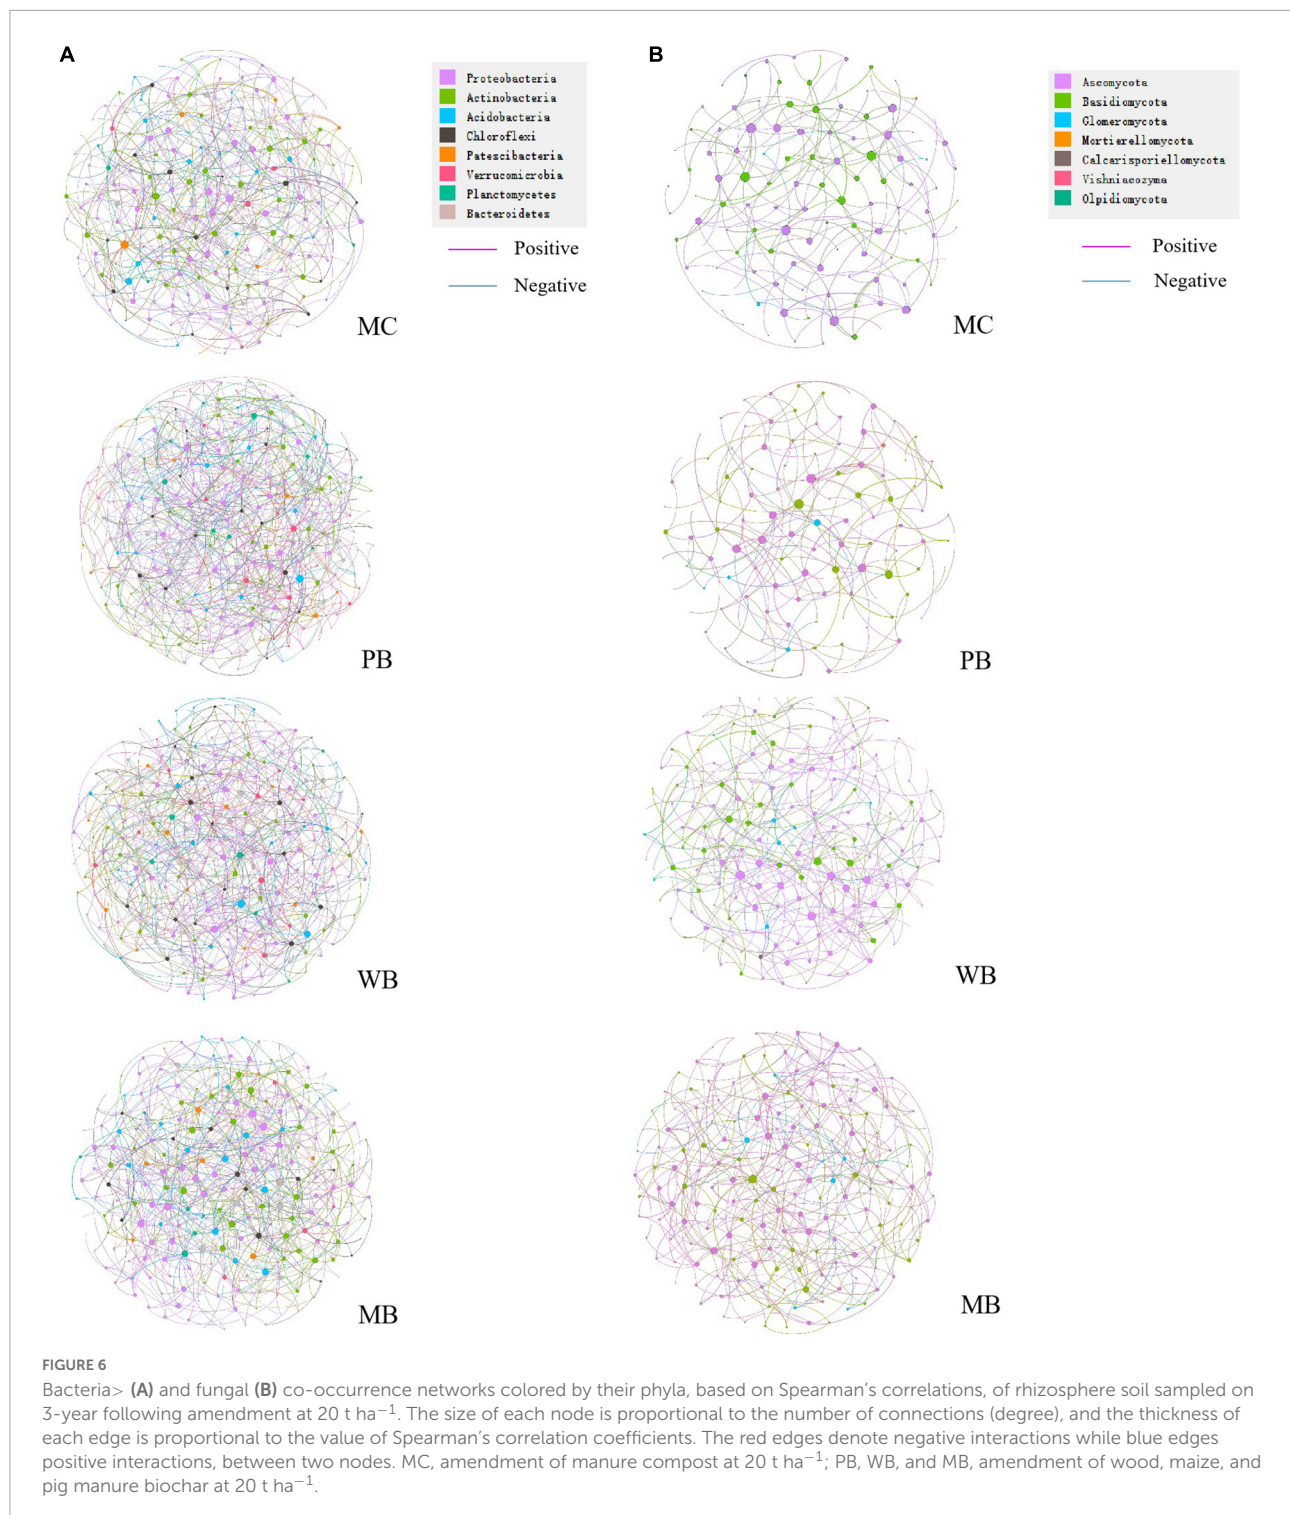 A
Proteobacteria
Actinobacteria
Acidobacteria
Chloroflexi
Patescibacteria
Verrucomicrobia
Planctomycetes
Bacteroidetes
Positive
Negative
MC
PB
WB
MB
B
Ascomycota
Basidiomycota
Glomeromycota
Mortierellomycota
Calcarisporiellomycota
Vishniacozyma
Olpidiomycota
Positive
Negative
MC
PB
WB
MB
FIGURE 6
Bacteria> (A) and fungal (B) co-occurrence networks colored by their phyla, based on Spearman’s correlations, of rhizosphere soil sampled on
3-year following amendment at 20 t ha⁻¹. The size of each node is proportional to the number of connections (degree), and the thickness of
each edge is proportional to the value of Spearman’s correlation coefficients. The red edges denote negative interactions while blue edges
positive interactions, between two nodes. MC, amendment of manure compost at 20 t ha⁻¹; PB, WB, and MB, amendment of wood, maize, and
pig manure biochar at 20 t ha⁻¹.